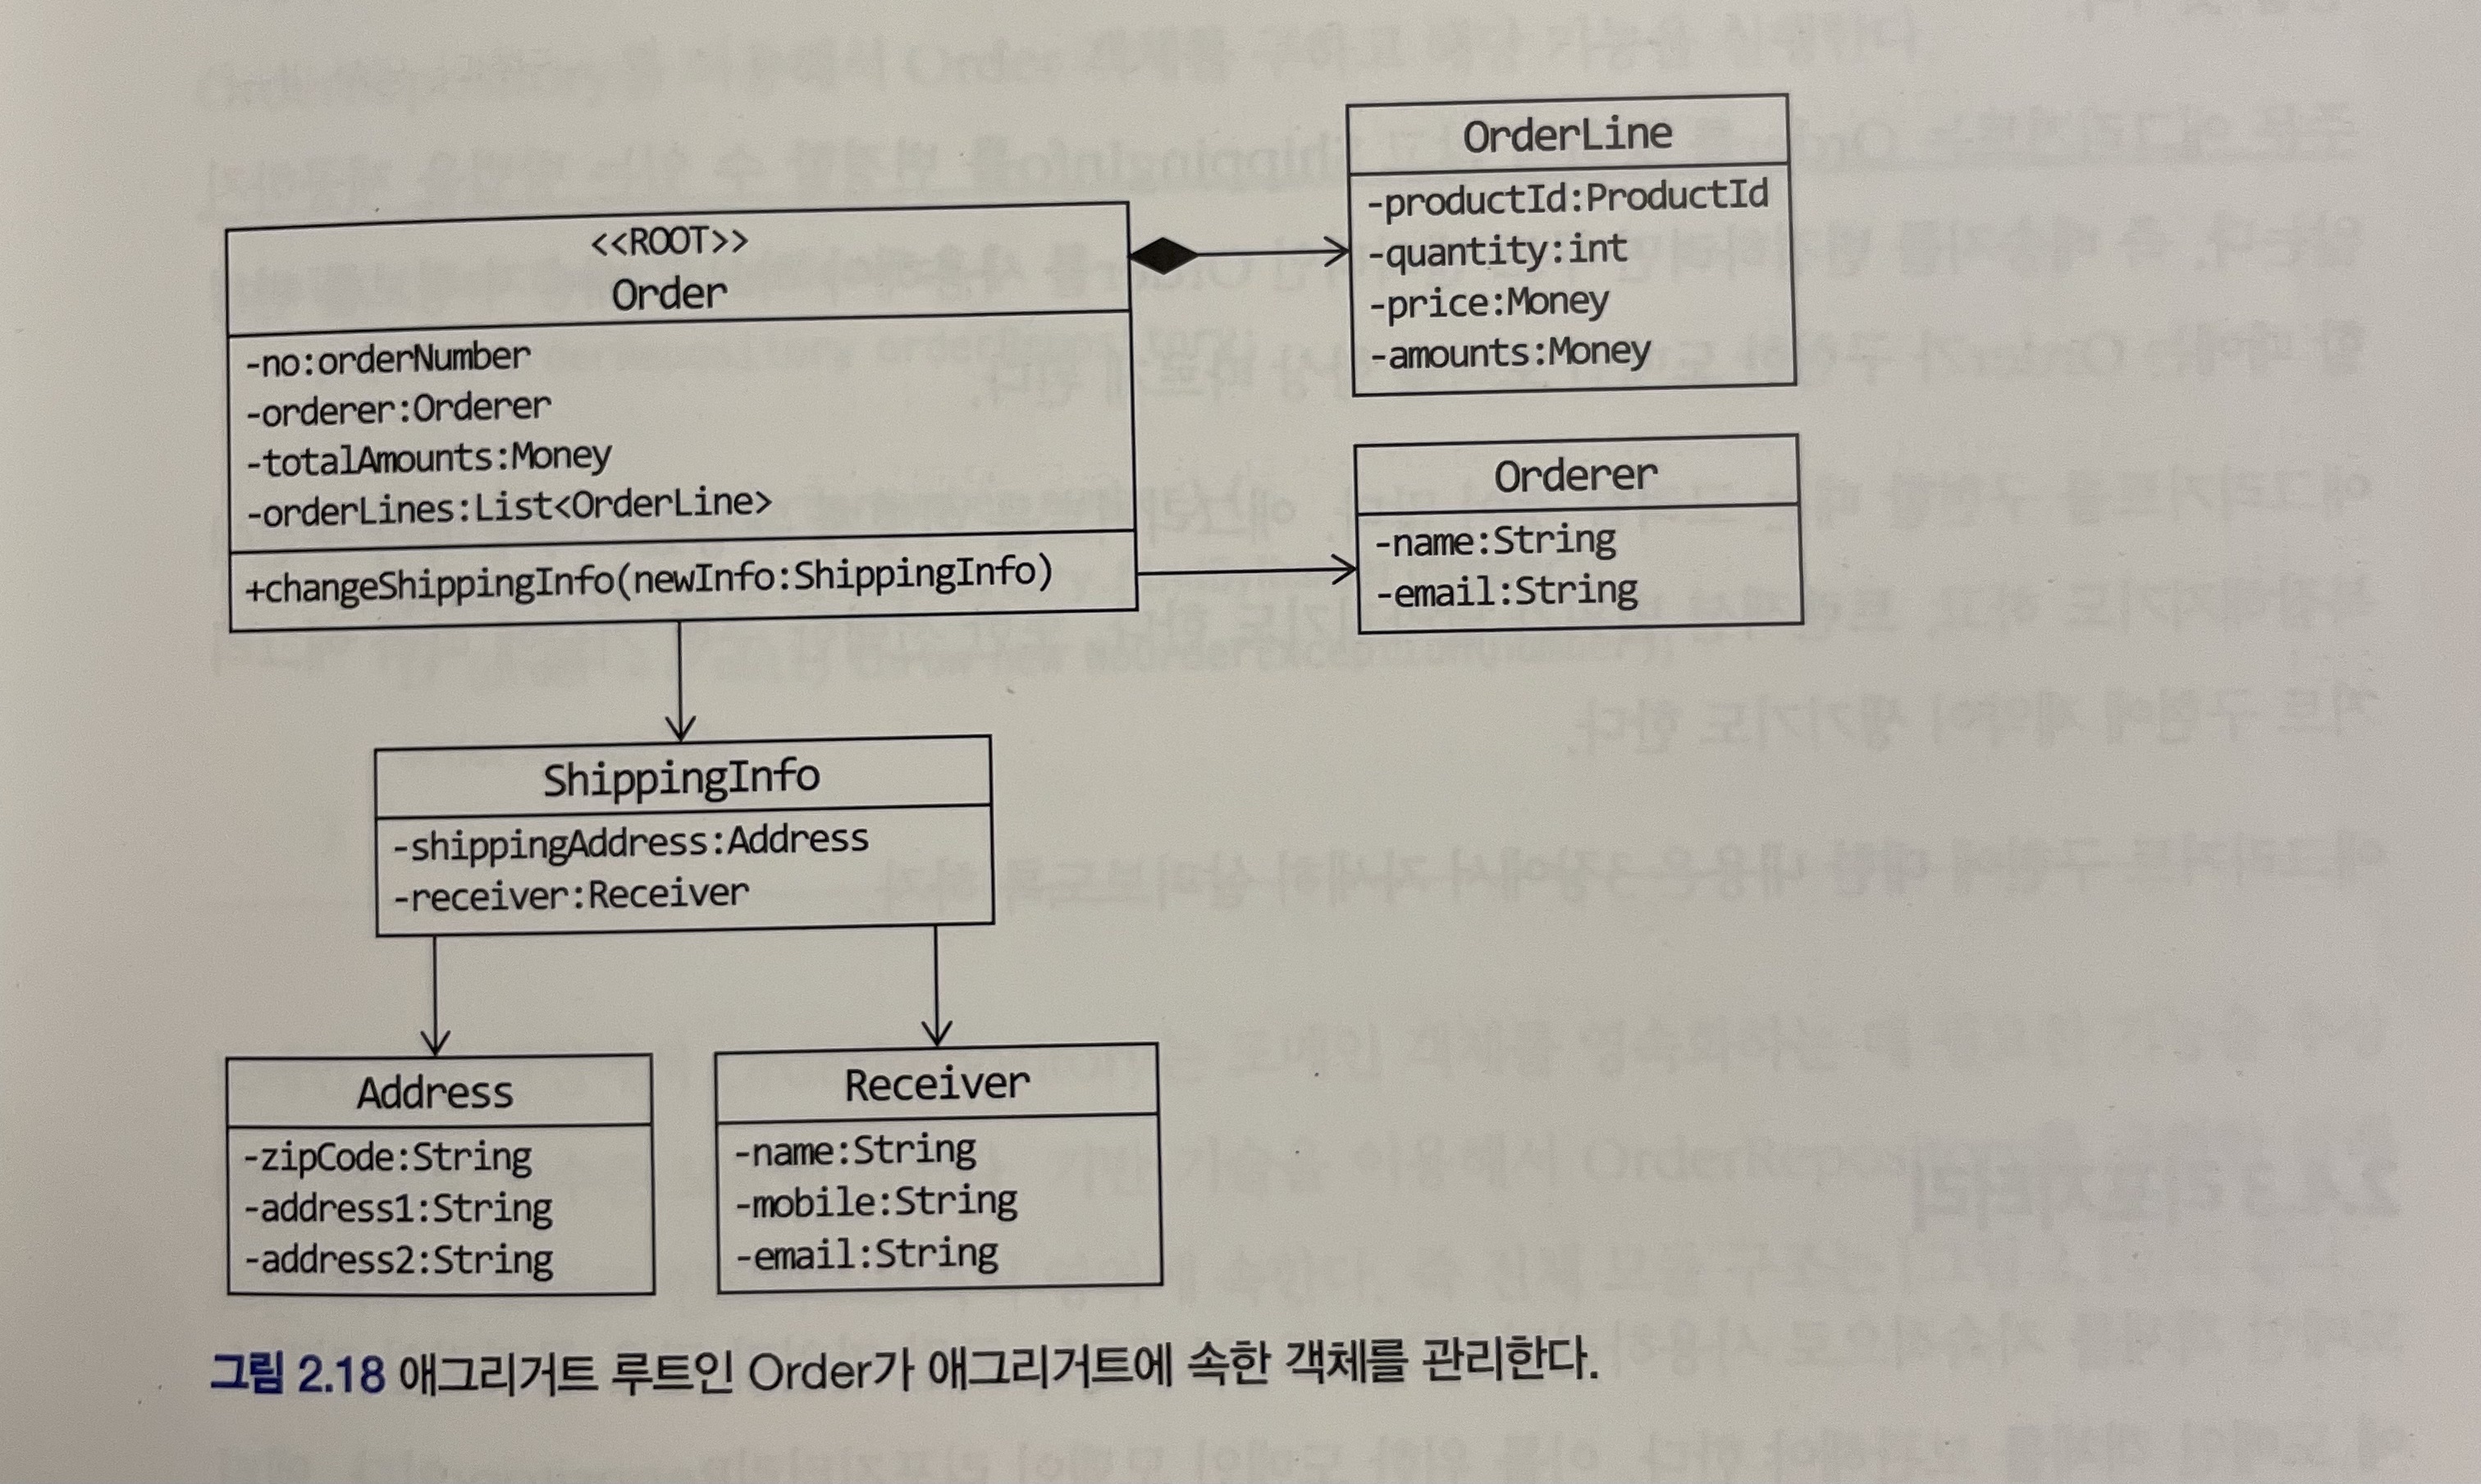 <<ROOT>>
Order
-no:orderNumber
-orderer:Orderer
-totalAmounts:Money
-orderLines:List<OrderLine>
+changeShippingInfo(newInfo:ShippingInfo)
OrderLine
-productId:ProductId
-quantity:int
-price:Money
-amounts:Money
Orderer
-name:String
-email:String
ShippingInfo
-shippingAddress:Address
-receiver:Receiver
Address
-zipCode:String
-address1:String
-address2:String
Receiver
-name:String
-mobile:String
-email:String
그림 2.18 애그리거트 루트인 Order가 애그리거트에 속한 객체를 관리한다.